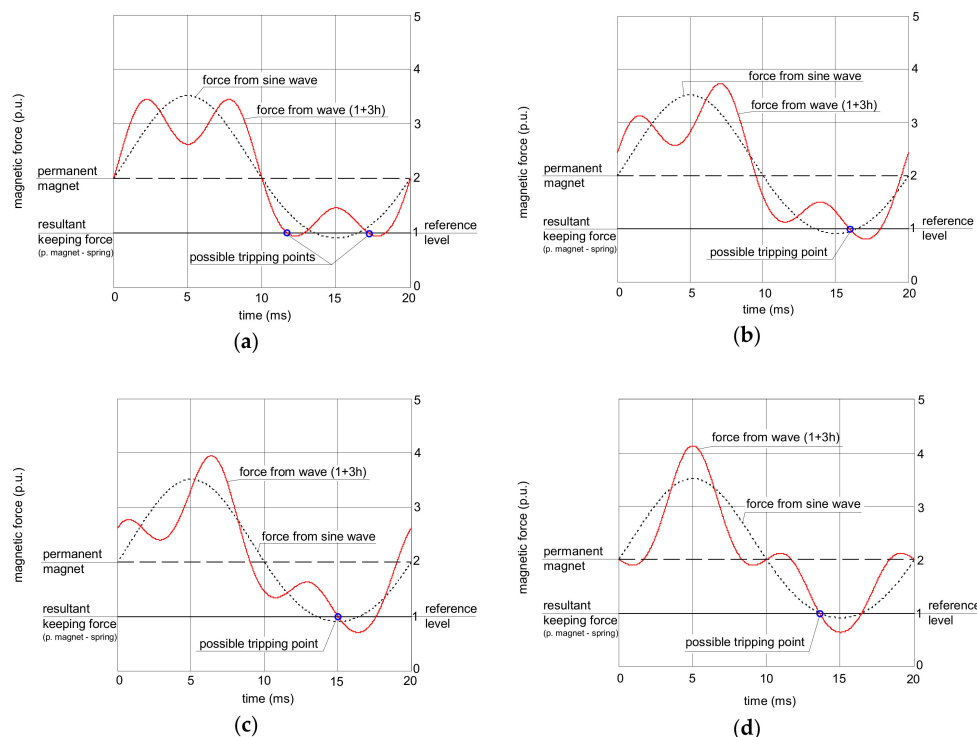 5
4
3
2
1
0
magnetic force (p.u.)
force from sine wave
force from wave (1+3h)
permanent
magnet
resultant
keeping force
(p. magnet - spring)
reference
level
possible tripping points
0
5
10
15
20
time (ms)
(a)
5
4
3
2
1
0
magnetic force (p.u.)
force from sine wave
force from wave (1+3h)
permanent
magnet
resultant
keeping force
(p. magnet - spring)
reference
level
possible tripping point
0
5
10
15
20
time (ms)
(b)
5
4
3
2
1
0
magnetic force (p.u.)
force from wave (1+3h)
force from sine wave
permanent
magnet
resultant
keeping force
(p. magnet - spring)
reference
level
possible tripping point
0
5
10
15
20
time (ms)
(c)
5
4
3
2
1
0
magnetic force (p.u.)
force from wave (1+3h)
force from sine wave
permanent
magnet
resultant
keeping force
(p. magnet - spring)
reference
level
possible tripping point
0
5
10
15
20
time (ms)
(d)